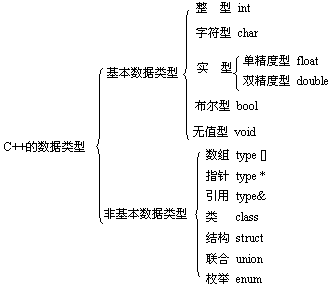 整 型 int
字符型 char
实 型
单精度型 float
双精度型 double
基本数据类型
布尔型 bool
无值型 void
C++的数据类型
数组 type []
指针 type *
引用 type&
类 class
非基本数据类型
结构 struct
联合 union
枚举 enum